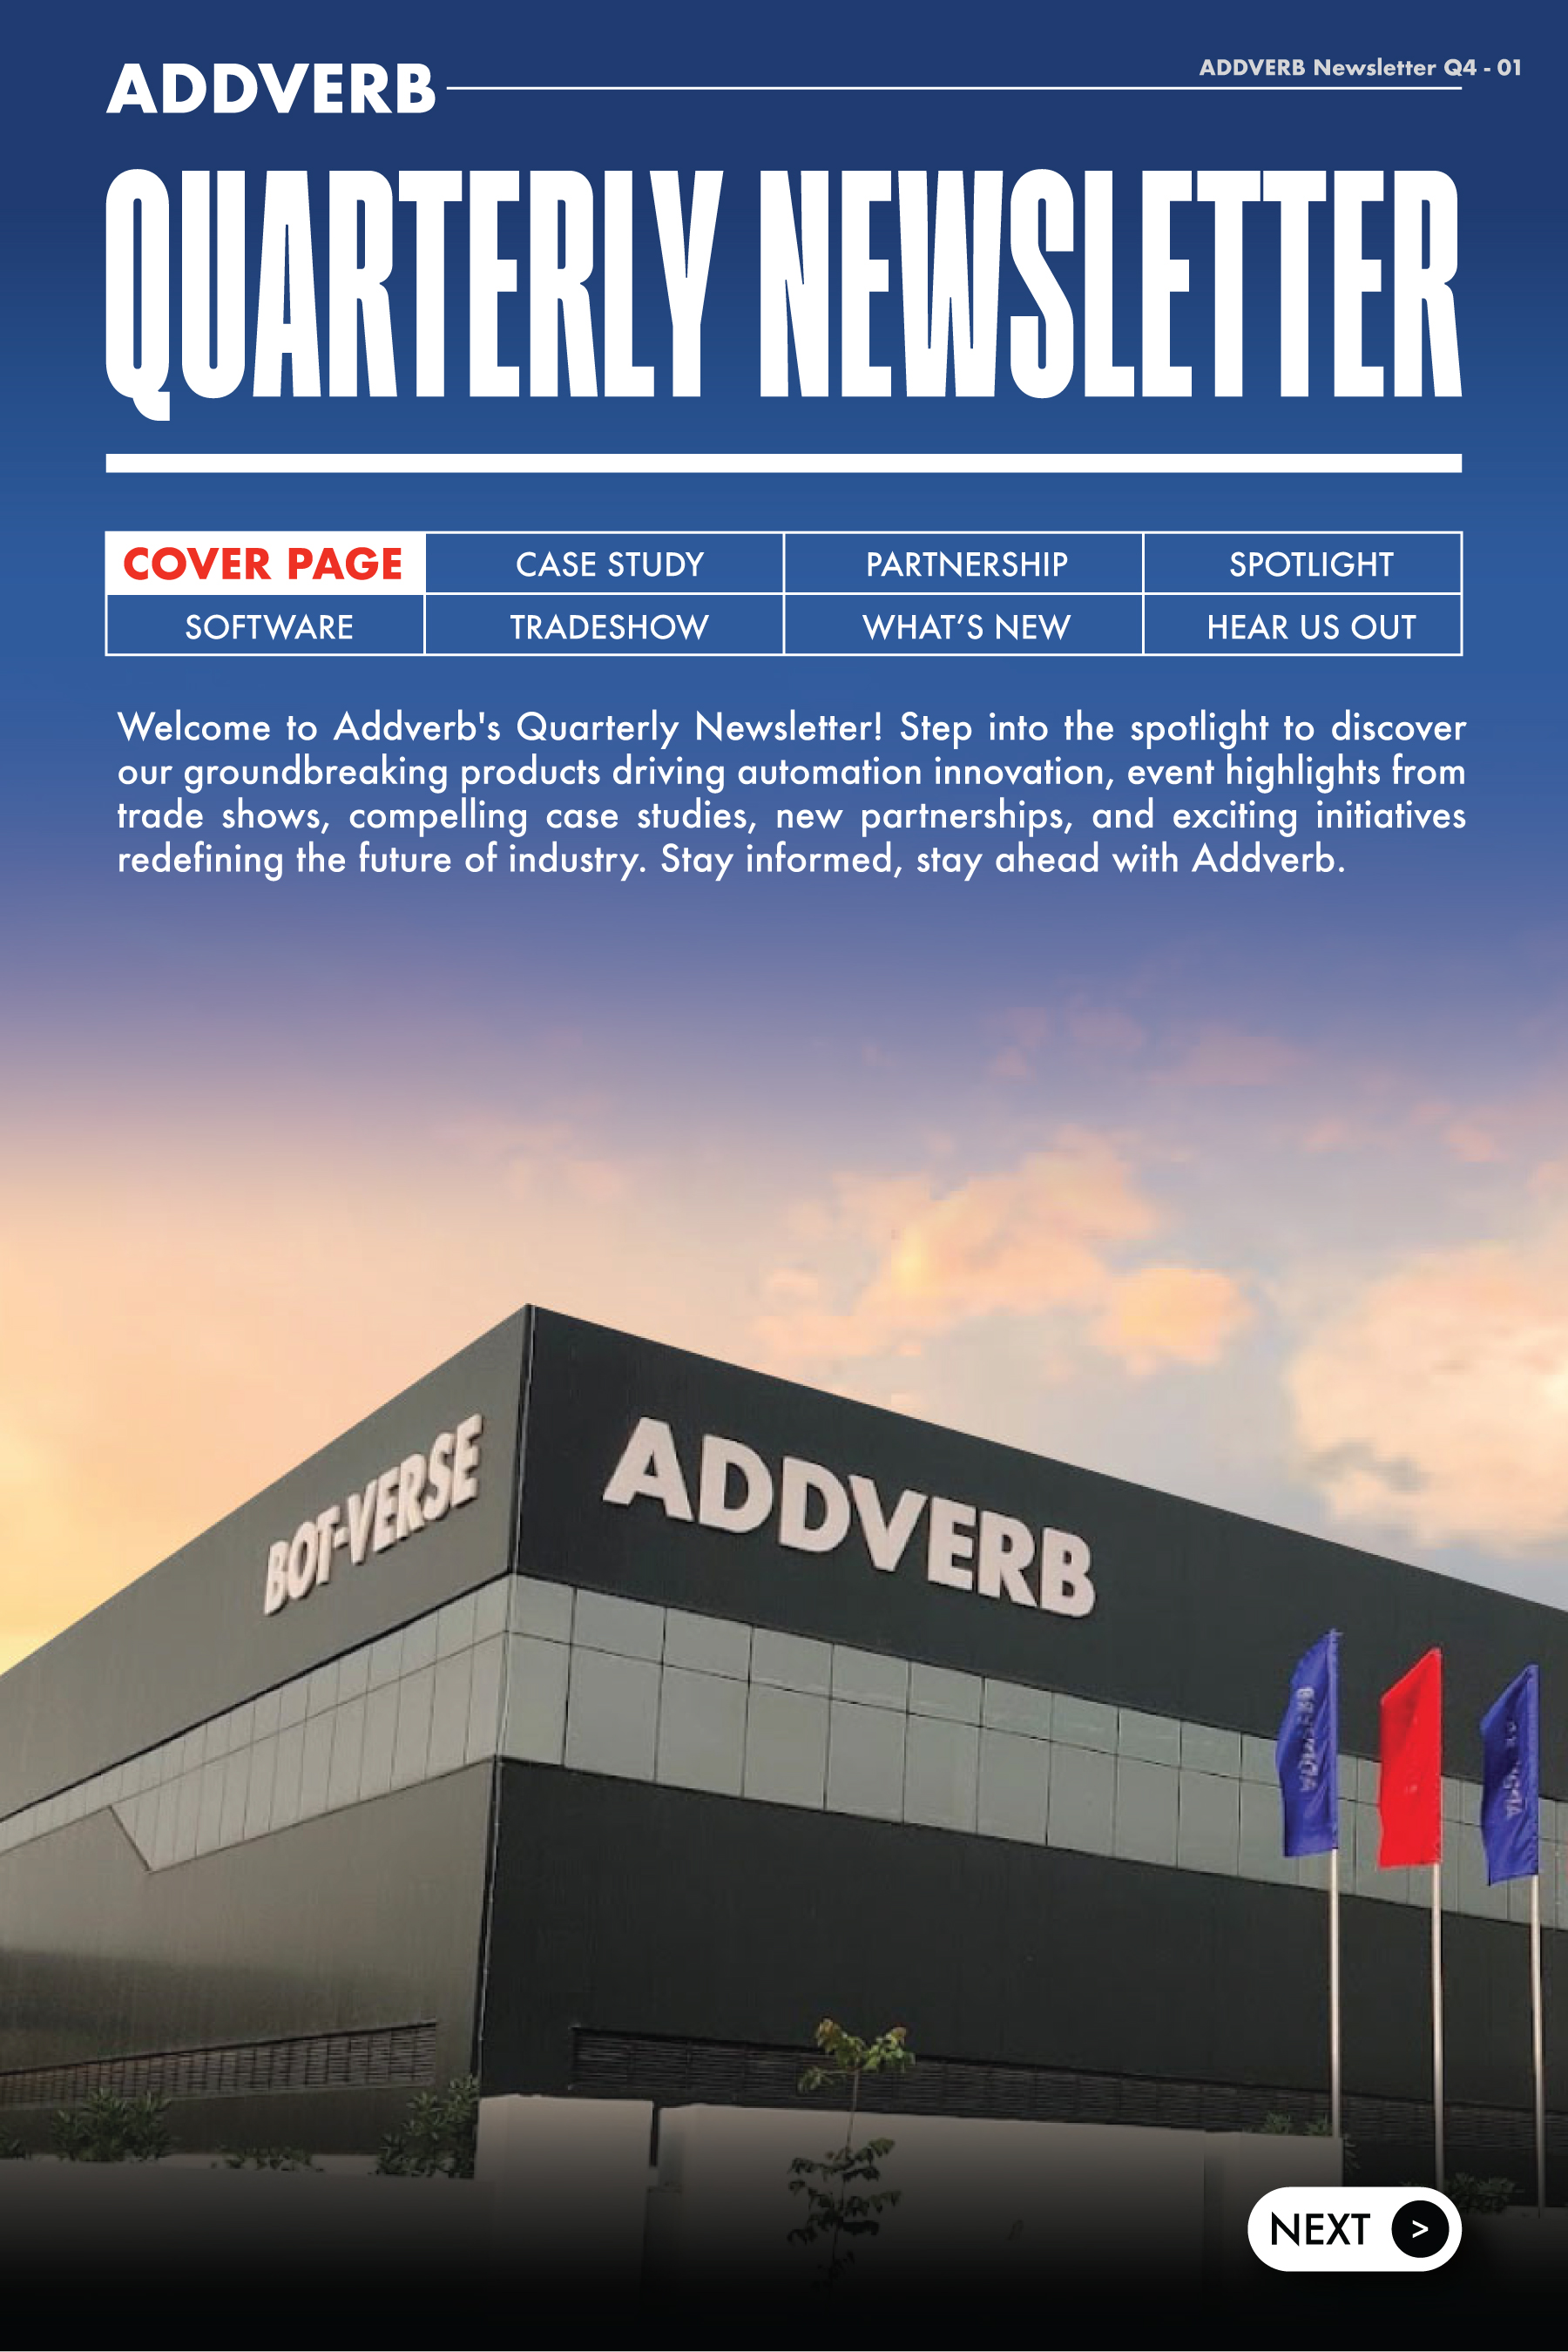 ADDVERB
ADDVERB Newsletter Q4 - 01
QUARTERLY NEWSLETTER
COVER PAGE
CASE STUDY
PARTNERSHIP
SPOTLIGHT
SOFTWARE
TRADESHOW
WHAT’S NEW
HEAR US OUT
Welcome to Addverb's Quarterly Newsletter! Step into the spotlight to discover
our groundbreaking products driving automation innovation, event highlights from
trade shows, compelling case studies, new partnerships, and exciting initiatives
redefining the future of industry. Stay informed, stay ahead with Addverb.
BOT-VERSE
ADDVERB
NEXT >